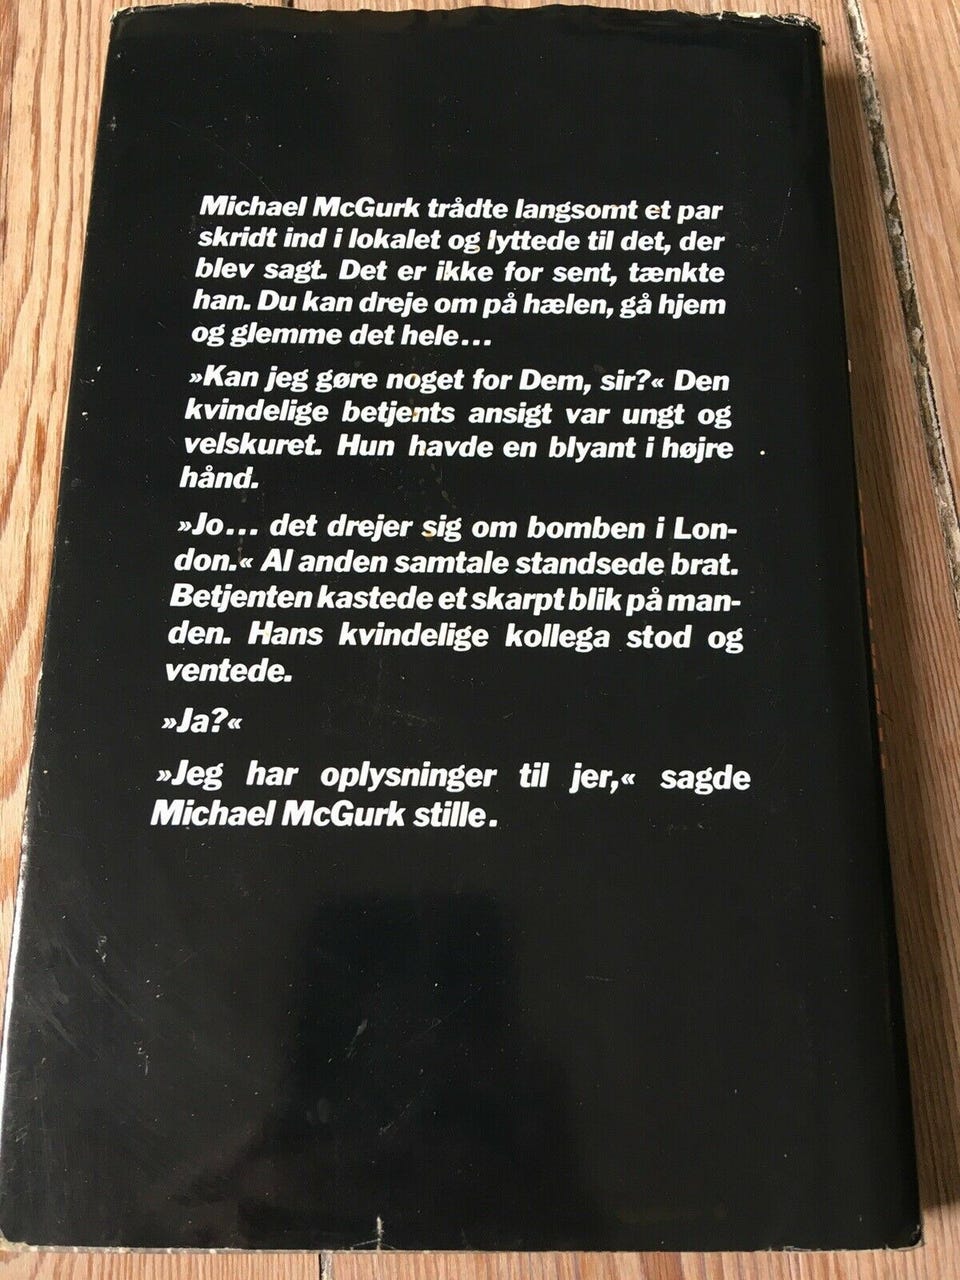 Michael McGurk trådte langsomt et par
skridt ind i lokalet og lyttede til det, der
blev sagt. Det er ikke for sent, tænkte
han. Du kan dreje om på hælen, gå hjem
og glemme det hele...
»Kan jeg gøre noget for Dem, sir?« Den
kvindelige betjents ansigt var ungt og
velskuret. Hun havde en blyant i højre
hånd.
»Jo... det drejer sig om bomben i Lon-
don.« Al anden samtale standsede brat.
Betjenten kastede et skarpt blik på man-
den. Hans kvindelige kollega stod og
ventede.
»Ja?«
»Jeg har oplysninger til jer,« sagde
Michael McGurk stille.